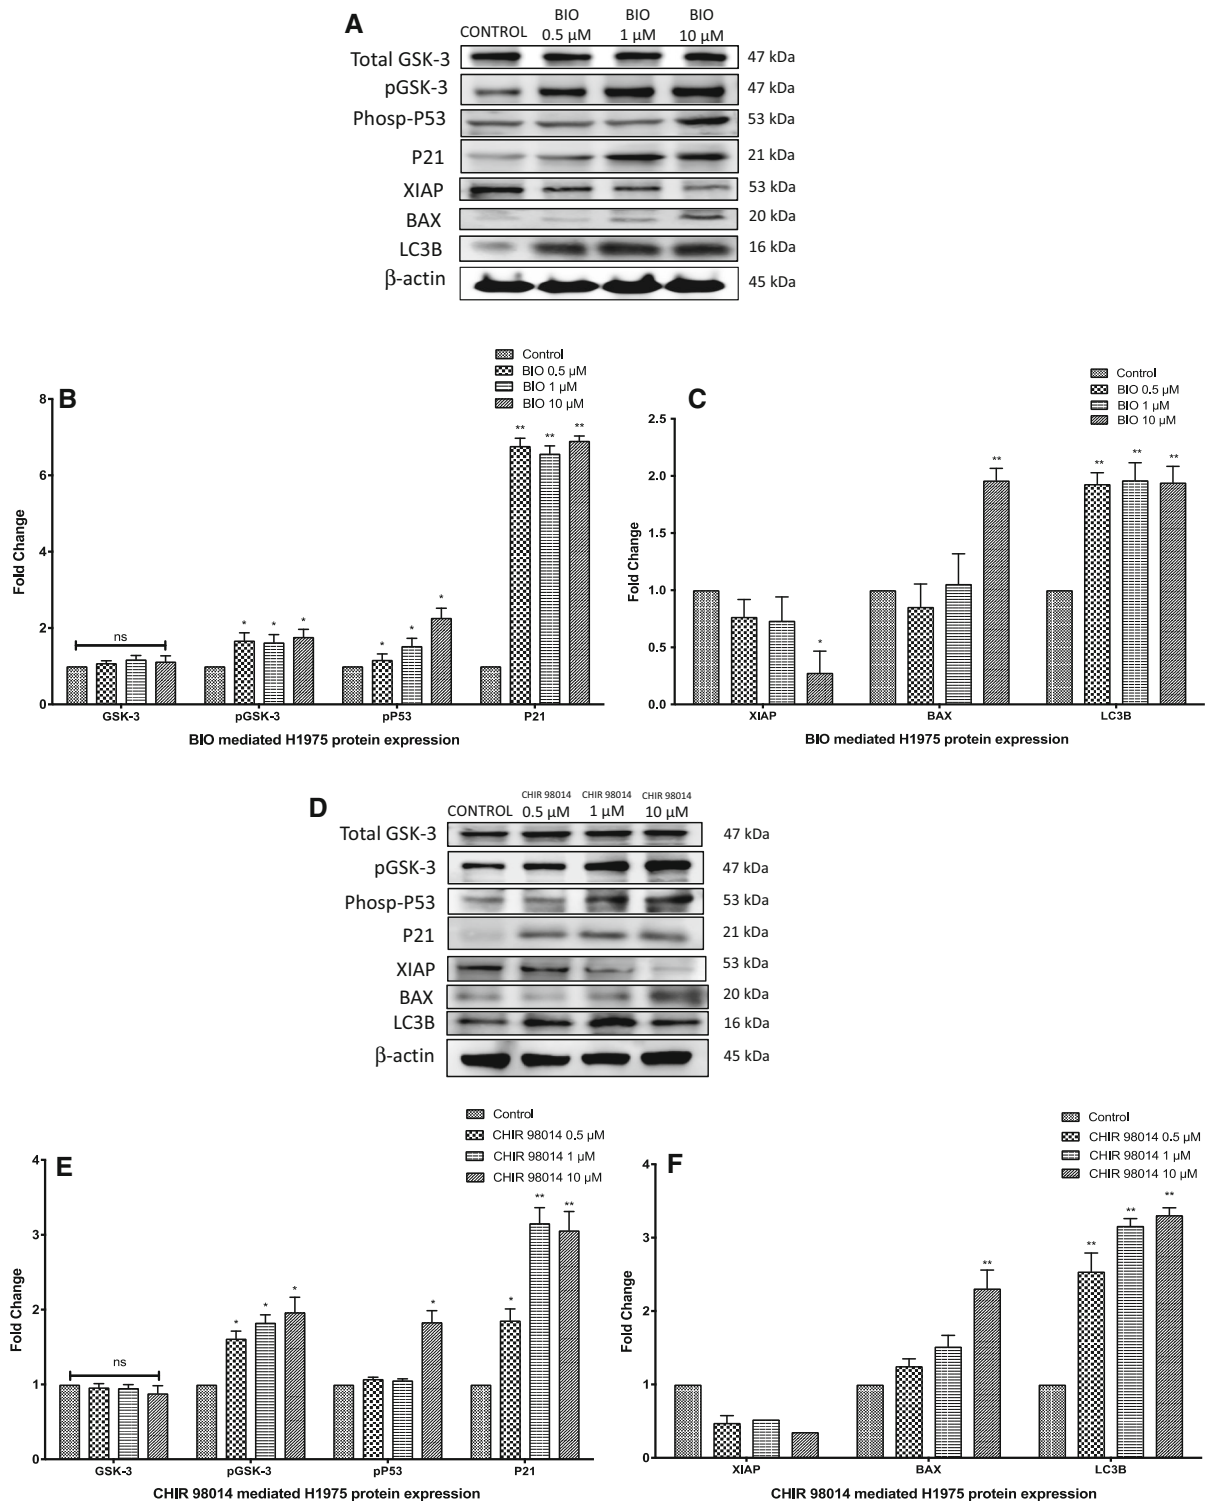 A
CONTROL
BIO
0.5 µM
BIO
1 µM
BIO
10 µM
Total GSK-3 47 kDa
pGSK-3 47 kDa
Phosp-P53 53 kDa
P21 21 kDa
XIAP 53 kDa
BAX 20 kDa
LC3B 16 kDa
β-actin 45 kDa
B
Control
BIO 0.5 µM
BIO 1 µM
BIO 10 µM
Fold Change
8
6
4
2
0
ns
* * *
* * *
** ** **
GSK-3 pGSK-3 pP53 P21
BIO mediated H1975 protein expression
C
Control
BIO 0.5 µM
BIO 1 µM
BIO 10 µM
Fold Change
2.5
2.0
1.5
1.0
0.5
0.0
*
**
** ** **
XIAP BAX LC3B
BIO mediated H1975 protein expression
D
CONTROL
CHIR 98014
0.5 µM
CHIR 98014
1 µM
CHIR 98014
10 µM
Total GSK-3 47 kDa
pGSK-3 47 kDa
Phosp-P53 53 kDa
P21 21 kDa
XIAP 53 kDa
BAX 20 kDa
LC3B 16 kDa
β-actin 45 kDa
E
Control
CHIR 98014 0.5 µM
CHIR 98014 1 µM
CHIR 98014 10 µM
Fold Change
4
3
2
1
0
ns
* * *
*
* ** **
GSK-3 pGSK-3 pP53 P21
CHIR 98014 mediated H1975 protein expression
F
Control
CHIR 98014 0.5 µM
CHIR 98014 1 µM
CHIR 98014 10 µM
Fold Change
4
3
2
1
0
**
** ** **
XIAP BAX LC3B
CHIR 98014 mediated H1975 protein expression